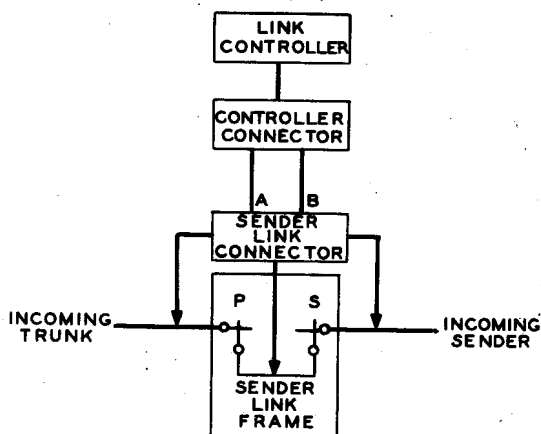 LINK
CONTROLLER
CONTROLLER
CONNECTOR
A B
SENDER
LINK
CONNECTOR
P S
INCOMING
TRUNK
INCOMING
SENDER
SENDER
LINK
FRAME